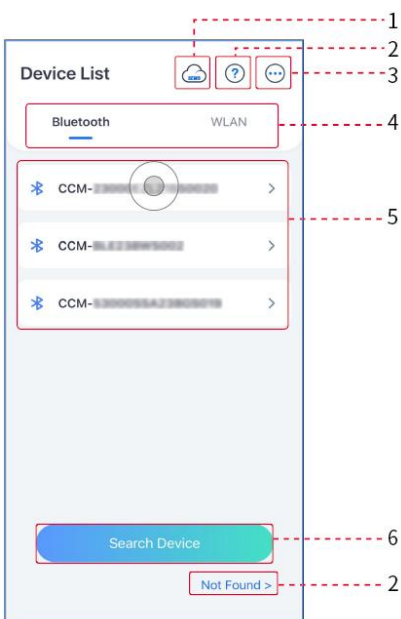 1
2
Device List ? 3
Bluetooth WLAN 4
CCM-
5
CCM-
CCM-
Search Device 6
Not Found > 2